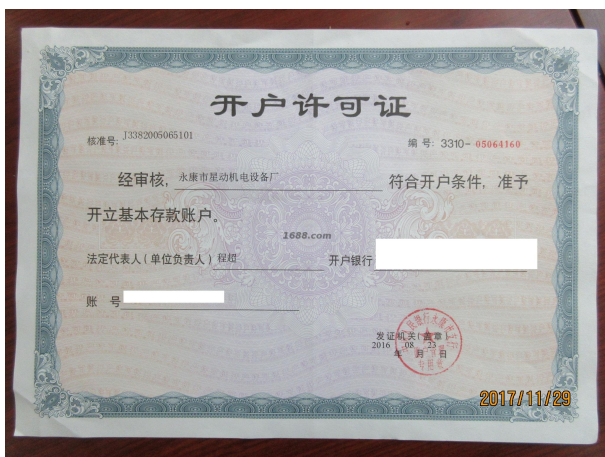 开户许可证
核准号: J3382005065101
编 号: 3310- 05064160
经审核, 永康市星动机电设备厂 符合开户条件, 准予
开立基本存款账户。
1688.com
法定代表人(单位负责人) 程超 开户银行
账 号
发证机关(盖章)
2016 08 23
年 月 日
2017/11/29